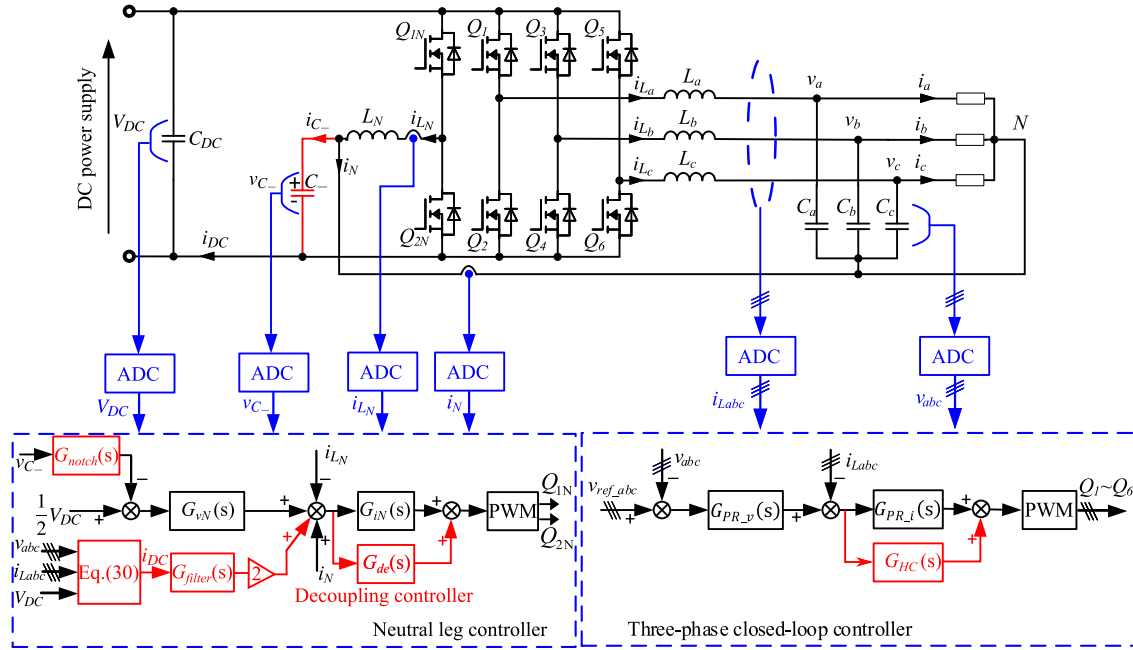 DC power supply
V_DC
C_DC
i_DC
v_C−
i_C−
+ C−
-
L_N
i_LN
i_N
Q_1N
Q_1
Q_3
Q_5
Q_2N
Q_2
Q_4
Q_6
i_La
L_a
i_Lb
L_b
i_Lc
L_c
v_a
v_b
v_c
i_a
i_b
i_c
N
C_a
C_b
C_c
ADC
ADC
ADC
ADC
ADC
ADC
V_DC
v_C−
i_LN
i_N
i_Labc
v_abc
v_C−
G_notch(s)
−
1/2 V_DC
+
G_vN(s)
+
i_LN
−
+
i_N
+
G_iN(s)
+
+
PWM
Q_1N
Q_2N
v_abc
i_Labc
V_DC
Eq.(30)
i_DC
G_filter(s)
2
G_de(s)
Decoupling controller
Neutral leg controller
v_ref_abc
+
v_abc
−
G_PR_v(s)
+
i_Labc
−
G_PR_i(s)
+
+
G_HC(s)
PWM
Q_1~Q_6
Three-phase closed-loop controller